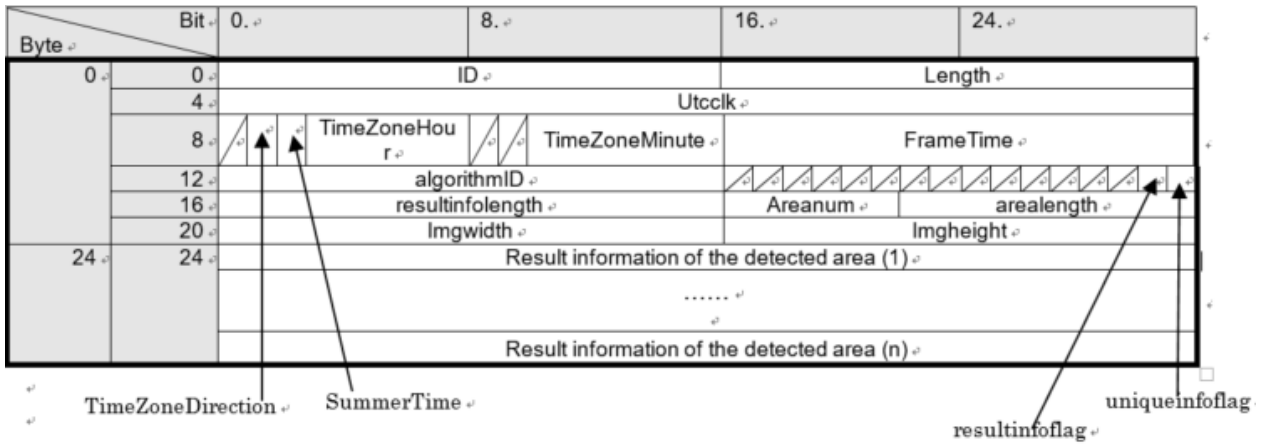 Bit 0. 8. 16. 24.
Byte
0 0 ID Length
4 Utcclk
8 TimeZoneHou
r TimeZoneMinute FrameTime
12 algorithmID
16 resultinfolength Areanum arealength
20 Imgwidth Imgheight
24 24 Result information of the detected area (1)
......
Result information of the detected area (n)
TimeZoneDirection SummerTime uniqueinfoflag
resultinfoflag